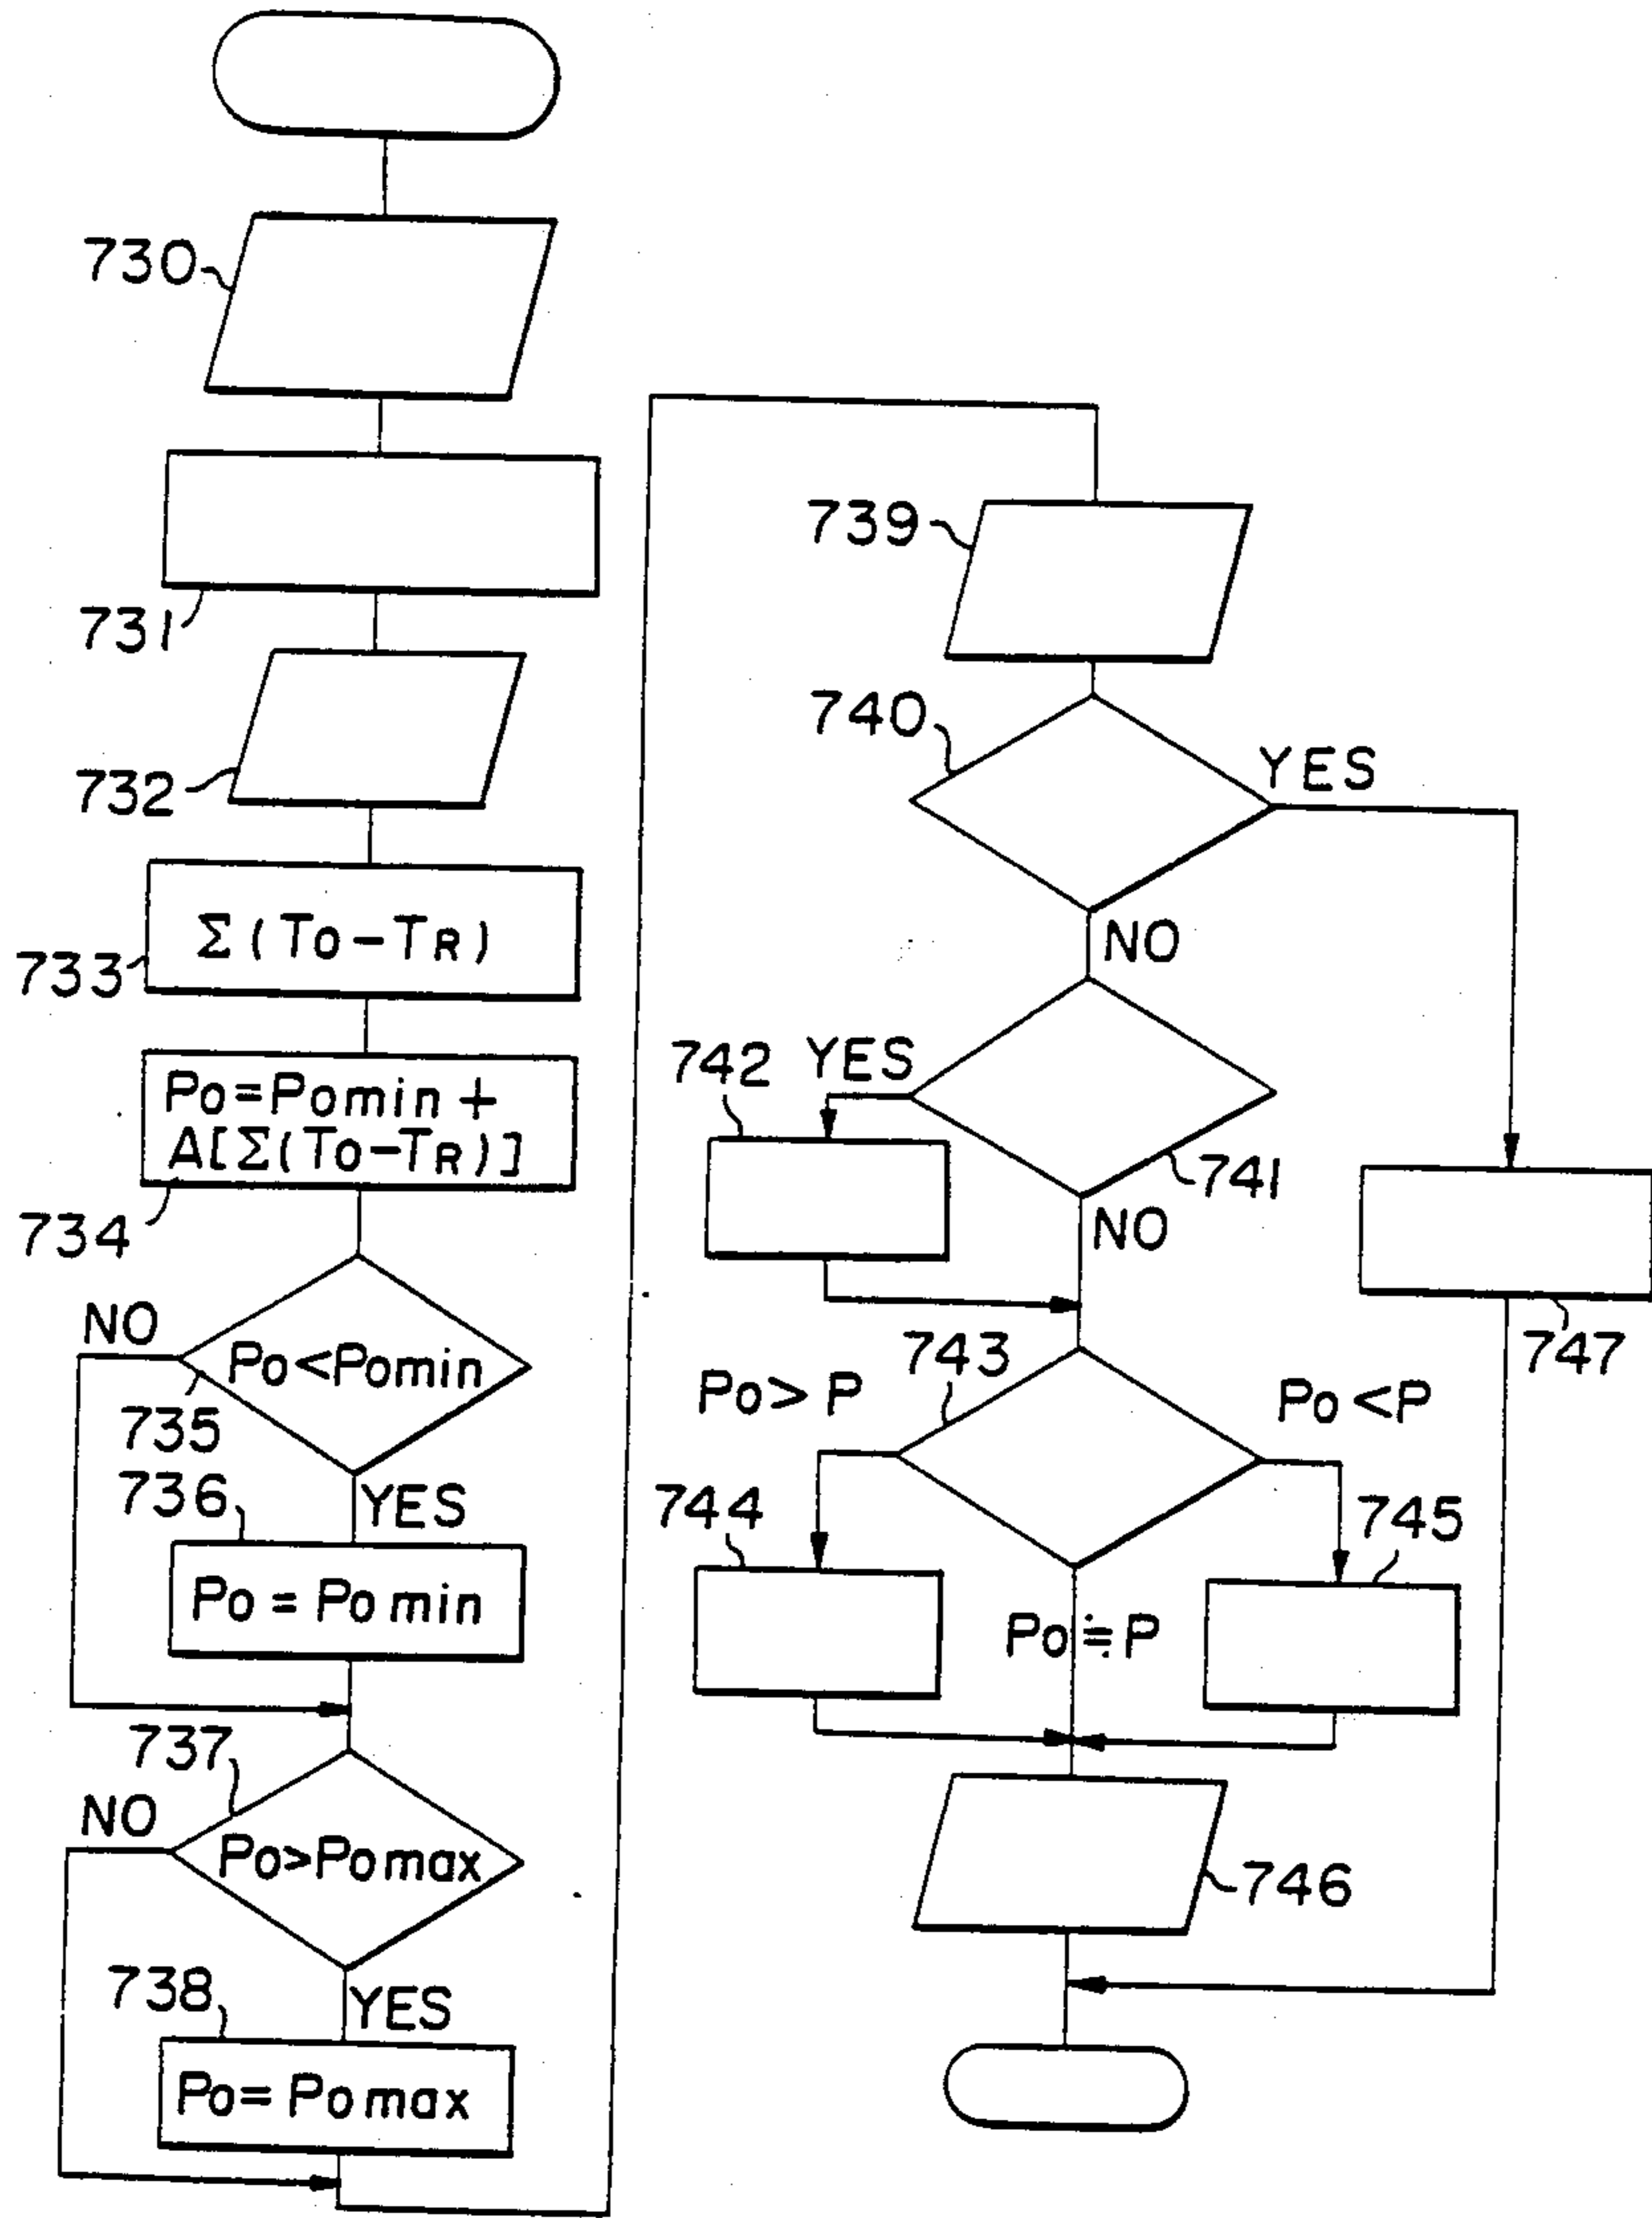 730
731
732
733
Σ(To-TR)
Po=Pomin+
A[Σ(To-TR)]
734
NO
Po<Pomin
735
736
YES
Po=Pomin
737
NO
Po>Pomax
738
YES
Po=Pomax
739
740
YES
NO
742
YES
741
NO
747
743
Po>P
Po<P
744
745
Po≒P
746